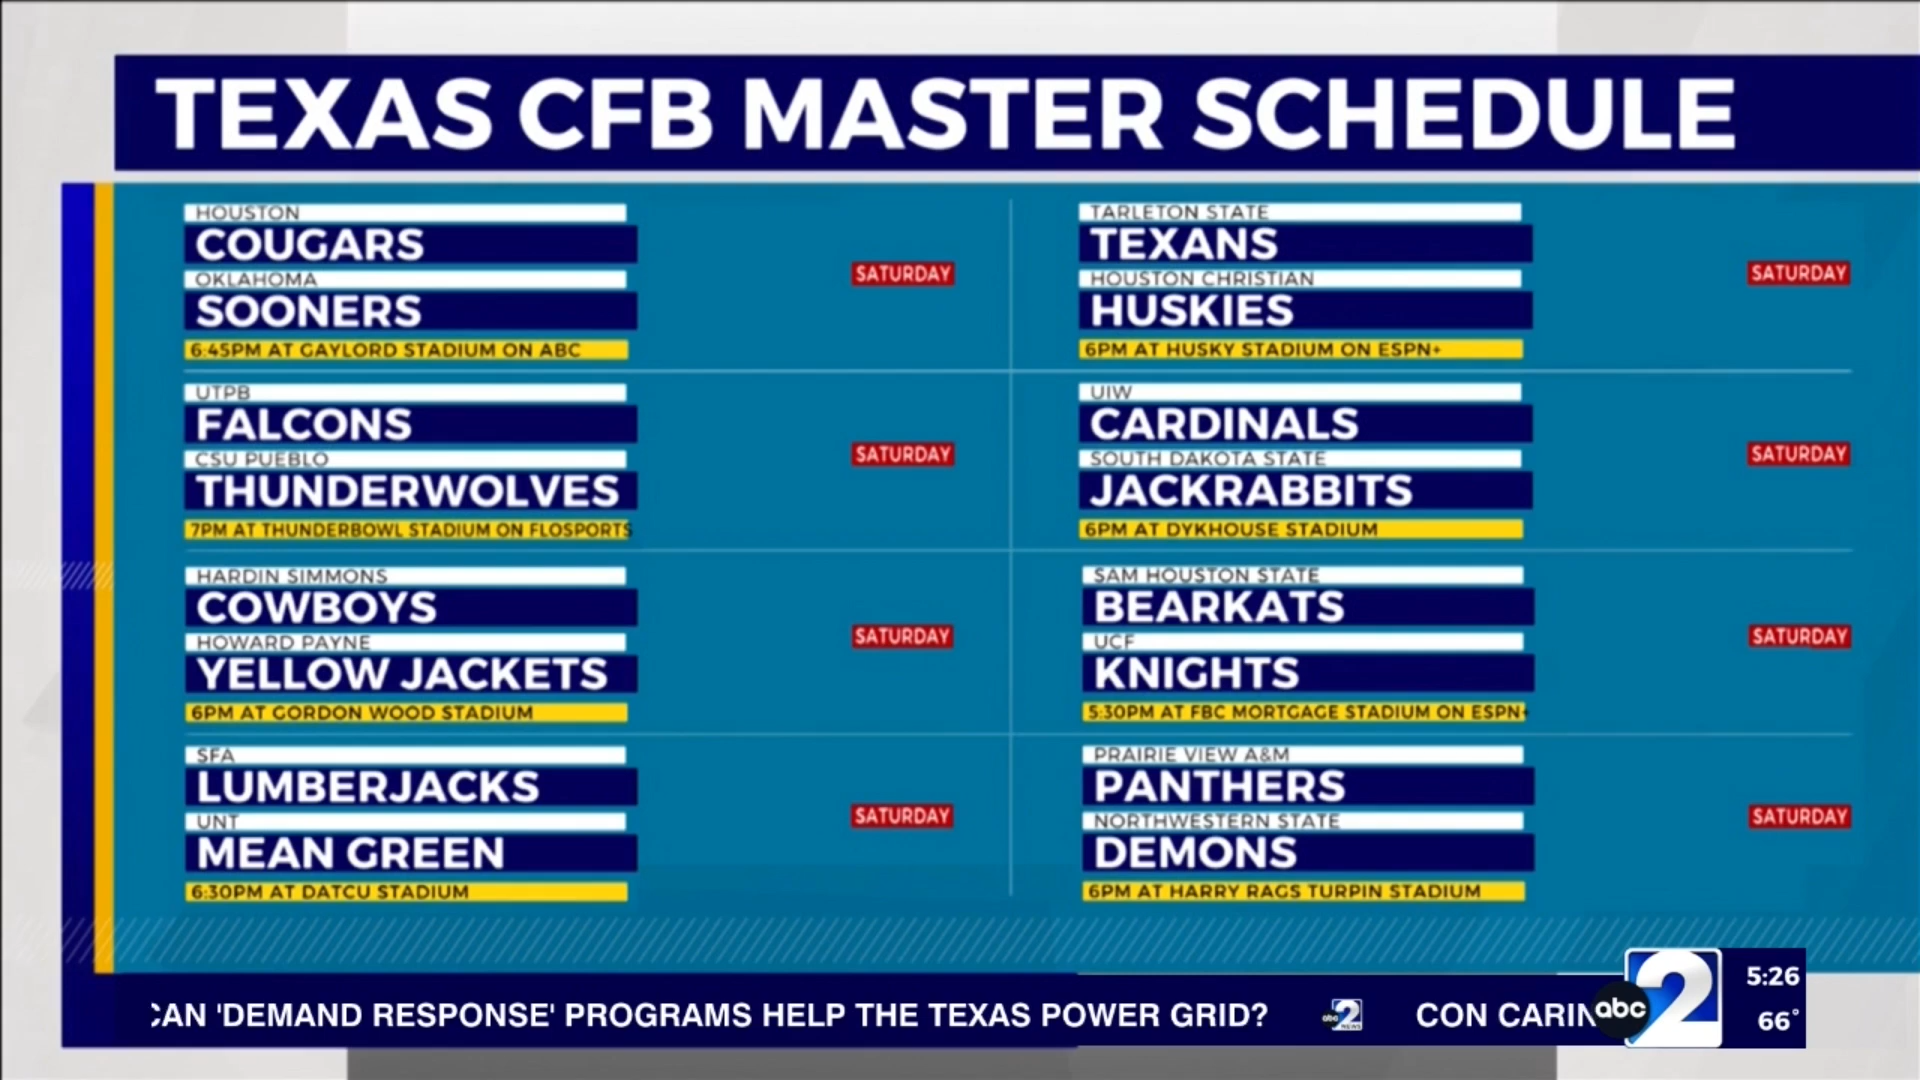 TEXAS CFB MASTER SCHEDULE
HOUSTON
COUGARS
OKLAHOMA
SOONERS
6:45PM AT GAYLORD STADIUM ON ABC
SATURDAY
TARLETON STATE
TEXANS
HOUSTON CHRISTIAN
HUSKIES
6PM AT HUSKY STADIUM ON ESPN+
SATURDAY
UTPB
FALCONS
CSU PUEBLO
THUNDERWOLVES
7PM AT THUNDERBOWL STADIUM ON FLOSPORTS
SATURDAY
UIW
CARDINALS
SOUTH DAKOTA STATE
JACKRABBITS
6PM AT DYKHOUSE STADIUM
SATURDAY
HARDIN SIMMONS
COWBOYS
HOWARD PAYNE
YELLOW JACKETS
6PM AT GORDON WOOD STADIUM
SATURDAY
SAM HOUSTON STATE
BEARKATS
UCF
KNIGHTS
5:30PM AT FBC MORTGAGE STADIUM ON ESPN+
SATURDAY
SFA
LUMBERJACKS
UNT
MEAN GREEN
6:30PM AT DATCU STADIUM
SATURDAY
PRAIRIE VIEW A&M
PANTHERS
NORTHWESTERN STATE
DEMONS
6PM AT HARRY RAGS TURPIN STADIUM
SATURDAY
CAN 'DEMAND RESPONSE' PROGRAMS HELP THE TEXAS POWER GRID? abc 2 NEWS CON CARIN
abc 2
5:26
66°